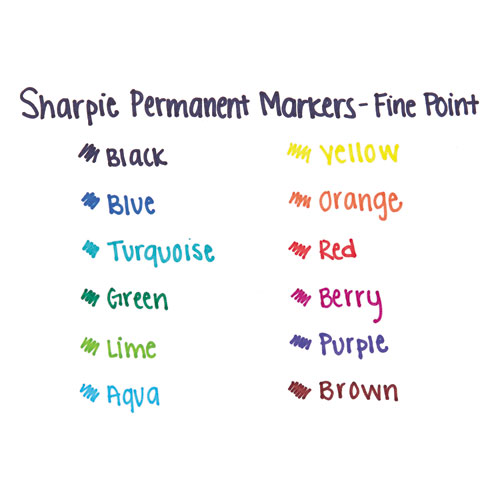 Sharpie Permanent Markers - Fine Point
Black
Blue
Turquoise
Green
Lime
Aqua
Yellow
Orange
Red
Berry
Purple
Brown